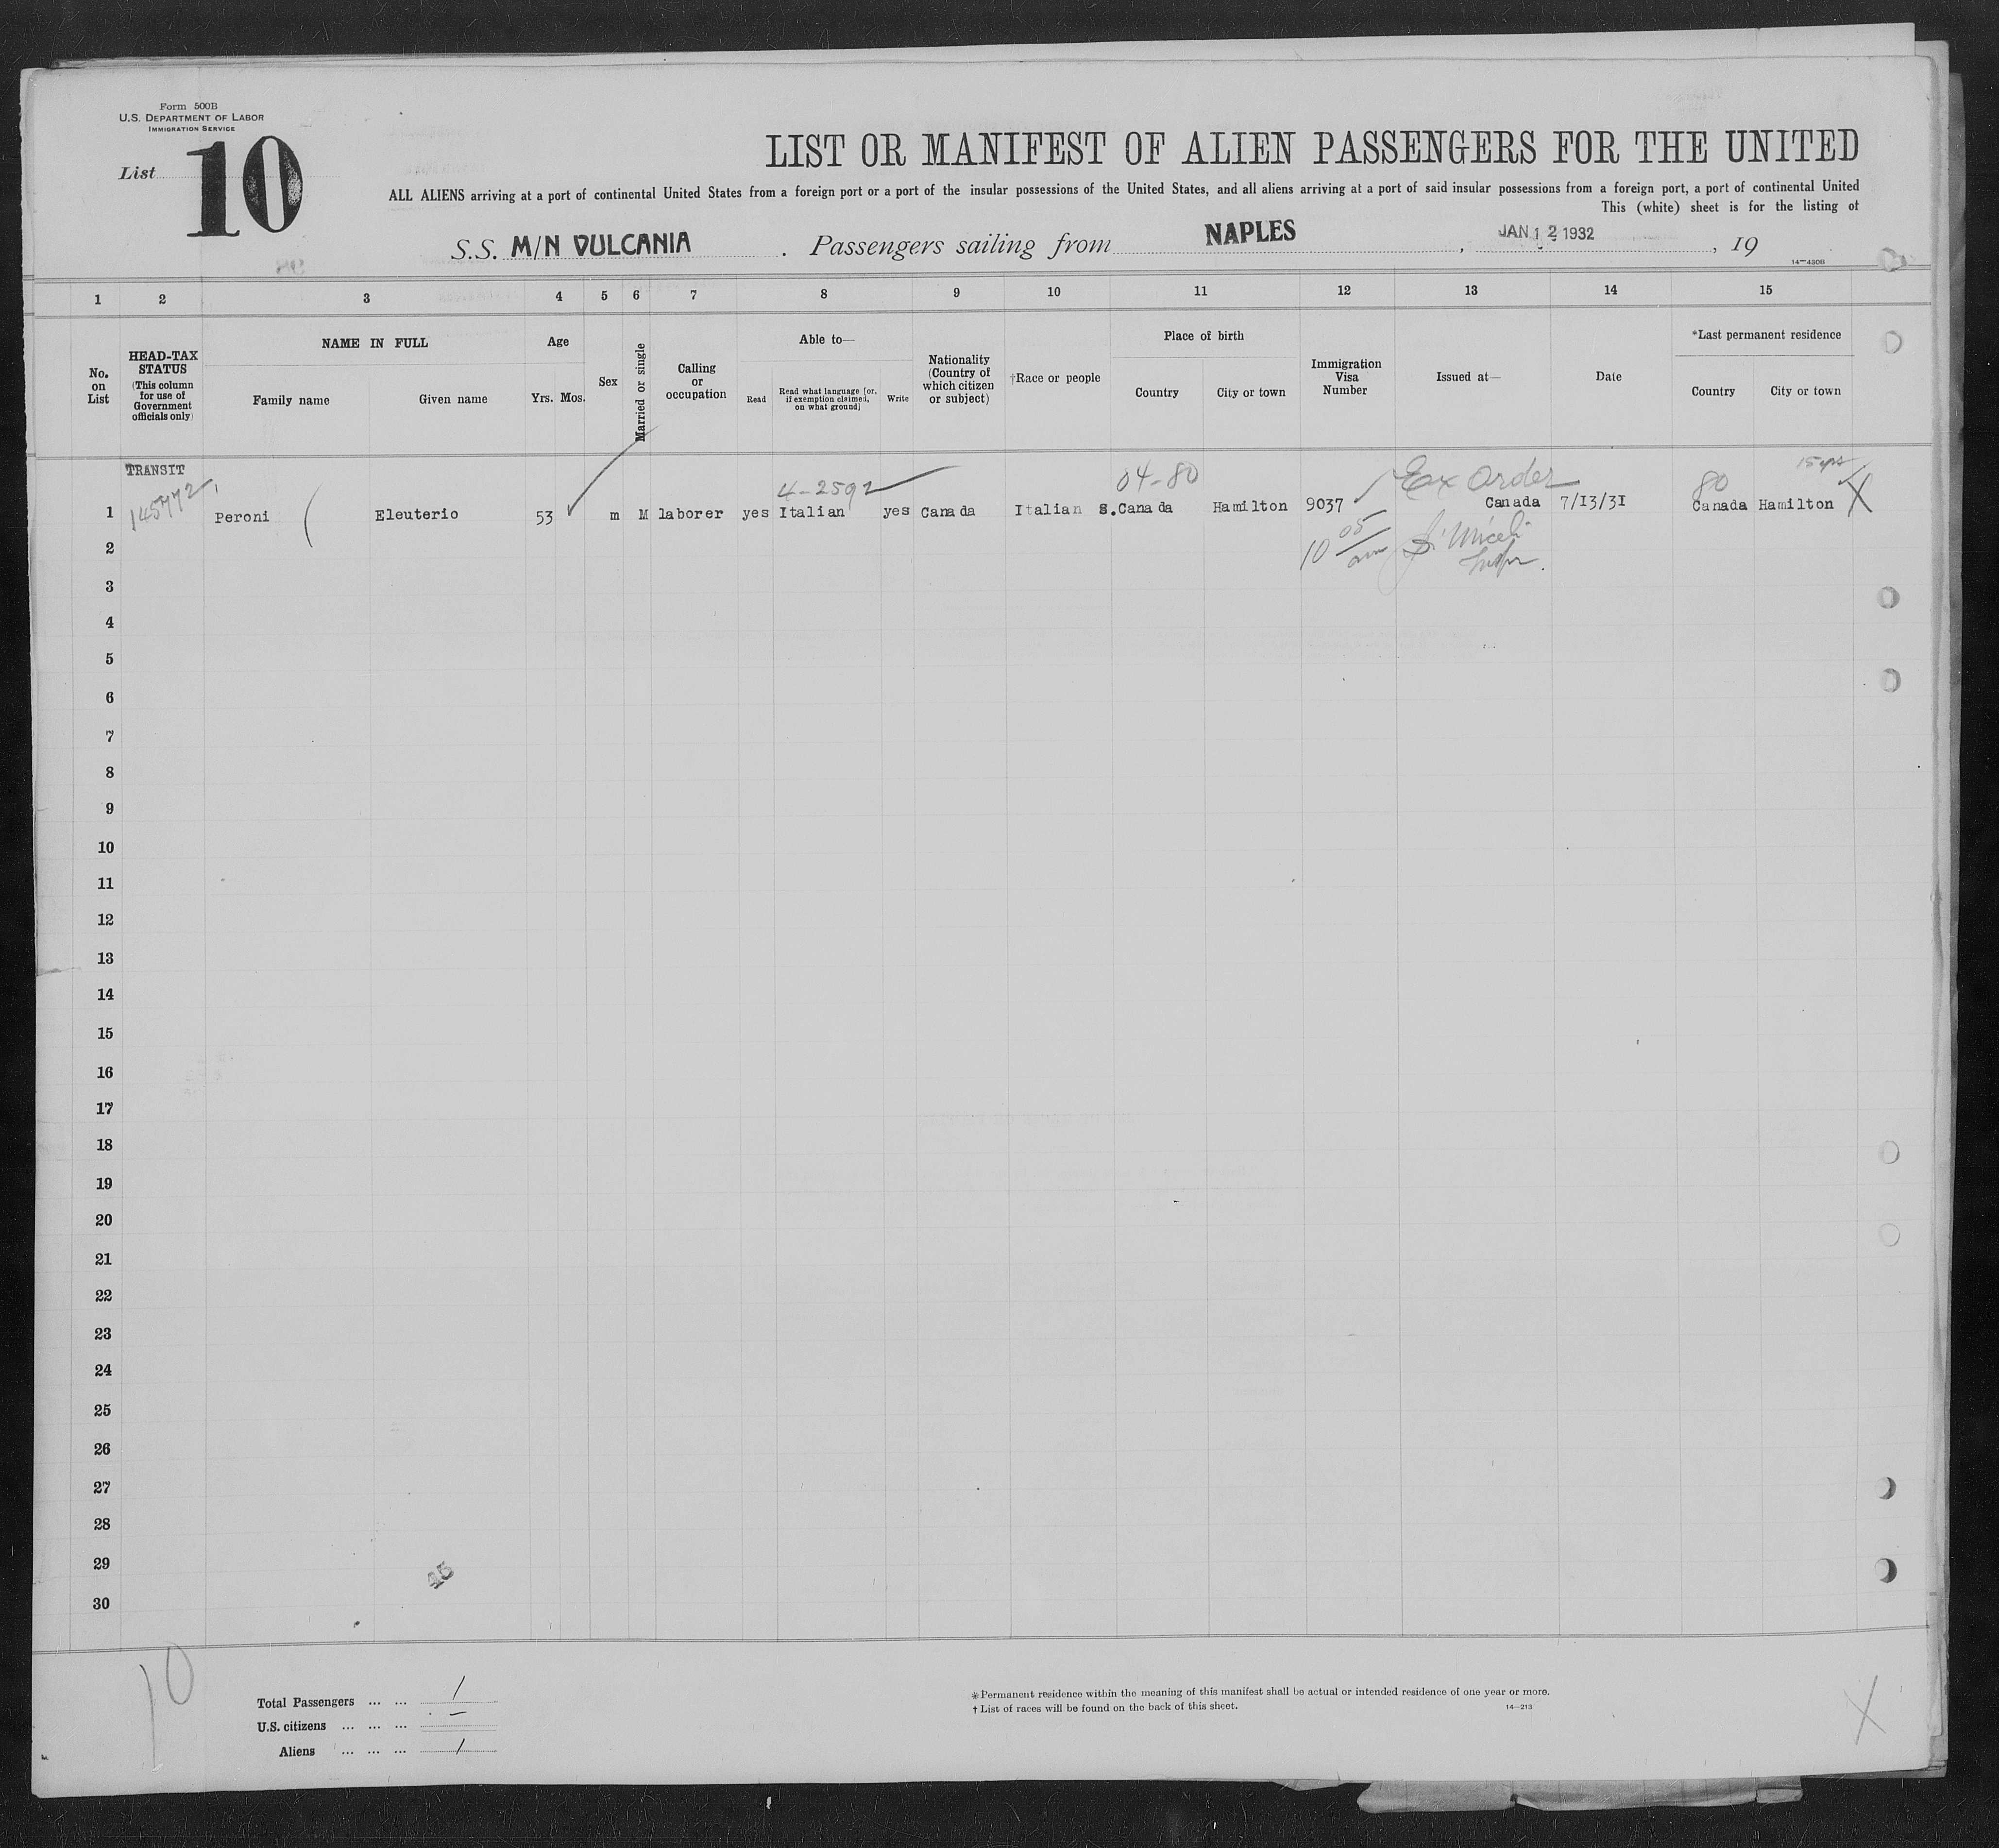 Form 500B
U.S. DEPARTMENT OF LABOR
IMMIGRATION SERVICE
List 10
LIST OR MANIFEST OF ALIEN PASSENGERS FOR THE UNITED
ALL ALIENS arriving at a port of continental United States from a foreign port or a port of the insular possessions of the United States, and all aliens arriving at a port of said insular possessions from a foreign port, a port of continental United
This (white) sheet is for the listing of
S.S. M/N VULCANIA . Passengers sailing from NAPLES , JAN 12 1932 , 19
14-430B
1 2 3 4 5 6 7 8 9 10 11 12 13 14 15
No. on List
HEAD-TAX STATUS (This column for use of Government officials only)
NAME IN FULL
Family name Given name
Age
Yrs. Mos.
Sex
Married or single
Calling or occupation
Able to—
Read
Read what language [or, if exemption claimed, on what ground]
Write
Nationality (Country of which citizen or subject)
†Race or people
Place of birth
Country City or town
Immigration Visa Number
Issued at—
Date
*Last permanent residence
Country City or town
TRANSIT
145772
4-2592 04-80 Ex Order 80 15 yrs
1 Peroni Eleuterio 53 m M laborer yes Italian yes Canada Italian S. Canada Hamilton 9037 Canada 7/13/31 Canada Hamilton X
10 05 am
2
3
4
5
6
7
8
9
10
11
12
13
14
15
16
17
18
19
20
21
22
23
24
25
26
27
28
29
30
45
10
Total Passengers ... ... 1
U.S. citizens ... ... ... –
Aliens ... ... ... 1
* Permanent residence within the meaning of this manifest shall be actual or intended residence of one year or more.
† List of races will be found on the back of this sheet.
14-213
X